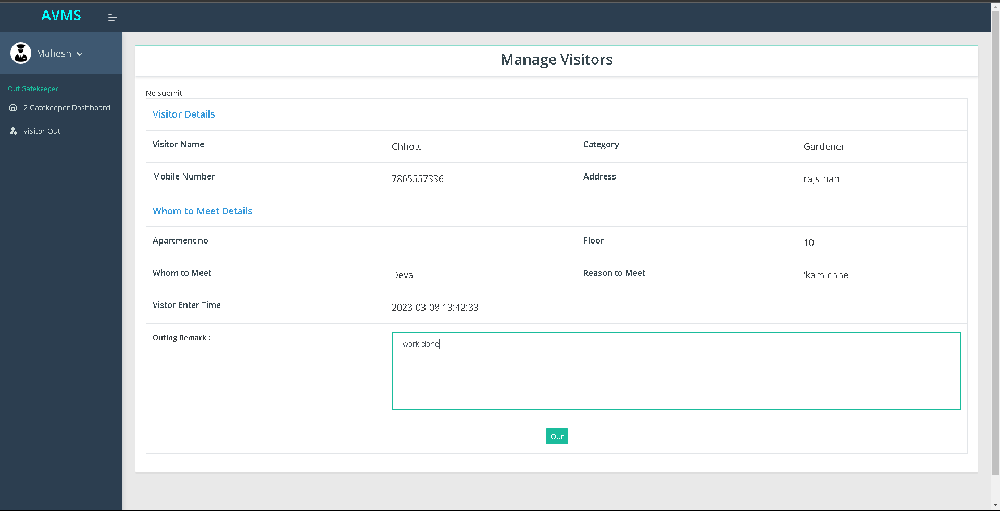 AVMS
Mahesh
Out Gatekeeper
2 Gatekeeper Dashboard
Visitor Out
Manage Visitors
No submit
Visitor Details
Visitor Name Chhotu Category Gardener
Mobile Number 7865557336 Address rajsthan
Whom to Meet Details
Apartment no Floor 10
Whom to Meet Deval Reason to Meet 'kam chhe
Vistor Enter Time 2023-03-08 13:42:33
Outing Remark : work done
Out